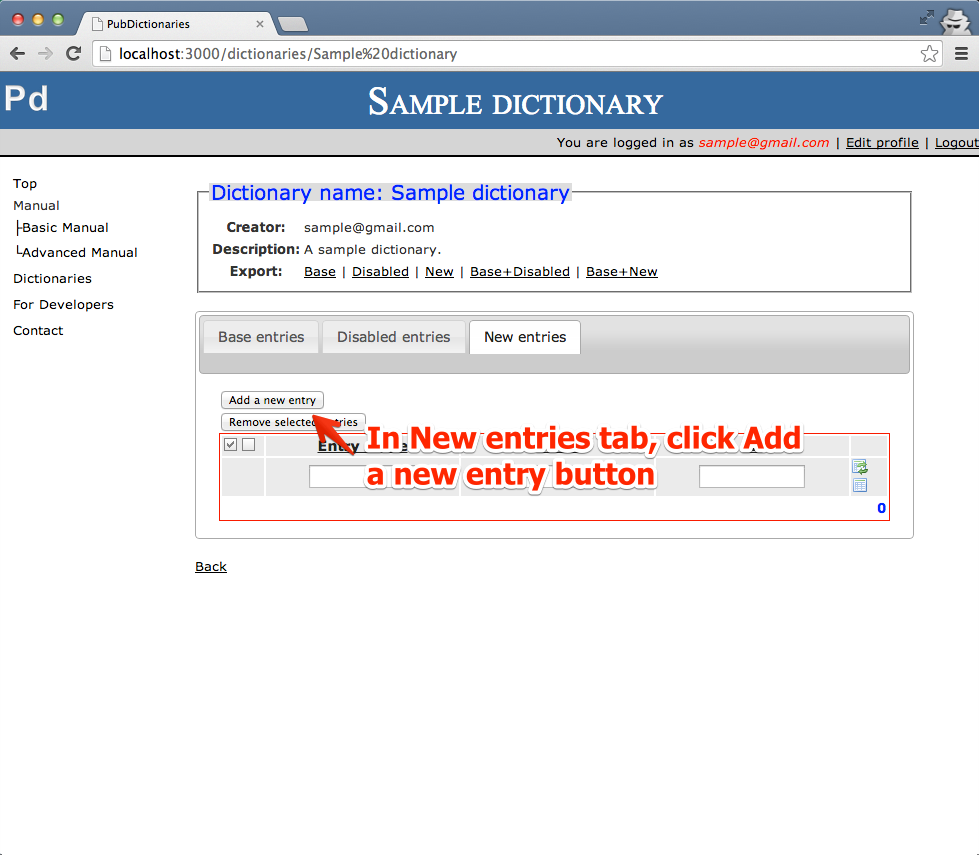 PubDictionaries
localhost:3000/dictionaries/Sample%20dictionary
Pd
SAMPLE DICTIONARY
You are logged in as sample@gmail.com | Edit profile | Logout
Top
Manual
├Basic Manual
└Advanced Manual
Dictionaries
For Developers
Contact
Dictionary name: Sample dictionary
Creator: sample@gmail.com
Description: A sample dictionary.
Export: Base | Disabled | New | Base+Disabled | Base+New
Base entries
Disabled entries
New entries
Add a new entry
Remove selected entries
Entry
In New entries tab, click Add
a new entry button
0
Back